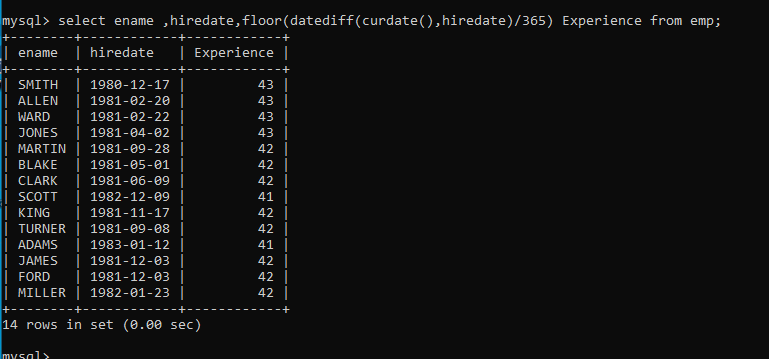 mysql> select ename ,hiredate,floor(datediff(curdate(),hiredate)/365) Experience from emp;
+--------+------------+------------+
| ename  | hiredate   | Experience |
+--------+------------+------------+
| SMITH  | 1980-12-17 |         43 |
| ALLEN  | 1981-02-20 |         43 |
| WARD   | 1981-02-22 |         43 |
| JONES  | 1981-04-02 |         43 |
| MARTIN | 1981-09-28 |         42 |
| BLAKE  | 1981-05-01 |         42 |
| CLARK  | 1981-06-09 |         42 |
| SCOTT  | 1982-12-09 |         41 |
| KING   | 1981-11-17 |         42 |
| TURNER | 1981-09-08 |         42 |
| ADAMS  | 1983-01-12 |         41 |
| JAMES  | 1981-12-03 |         42 |
| FORD   | 1981-12-03 |         42 |
| MILLER | 1982-01-23 |         42 |
+--------+------------+------------+
14 rows in set (0.00 sec)
mysql>